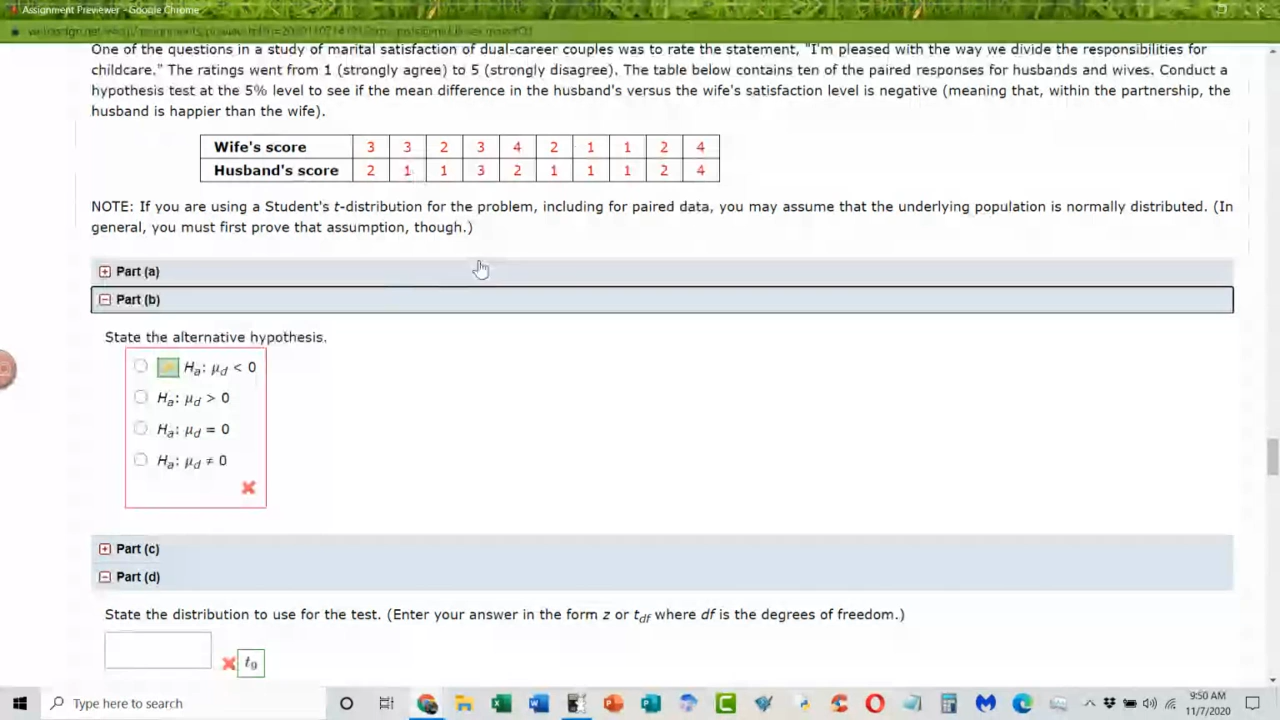 Assignment Previewer - Google Chrome
One of the questions in a study of marital satisfaction of dual-career couples was to rate the statement, "I'm pleased with the way we divide the responsibilities for
childcare." The ratings went from 1 (strongly agree) to 5 (strongly disagree). The table below contains ten of the paired responses for husbands and wives. Conduct a
hypothesis test at the 5% level to see if the mean difference in the husband's versus the wife's satisfaction level is negative (meaning that, within the partnership, the
husband is happier than the wife).
Wife's score 3 3 2 3 4 2 1 1 2 4
Husband's score 2 1 1 3 2 1 1 1 2 4
NOTE: If you are using a Student's t-distribution for the problem, including for paired data, you may assume that the underlying population is normally distributed. (In
general, you must first prove that assumption, though.)
Part (a)
Part (b)
State the alternative hypothesis.
Hₐ: μd < 0
Hₐ: μd > 0
Hₐ: μd = 0
Hₐ: μd ≠ 0
Part (c)
Part (d)
State the distribution to use for the test. (Enter your answer in the form z or tdf where df is the degrees of freedom.)
t₉
Type here to search
9:50 AM
11/7/2020